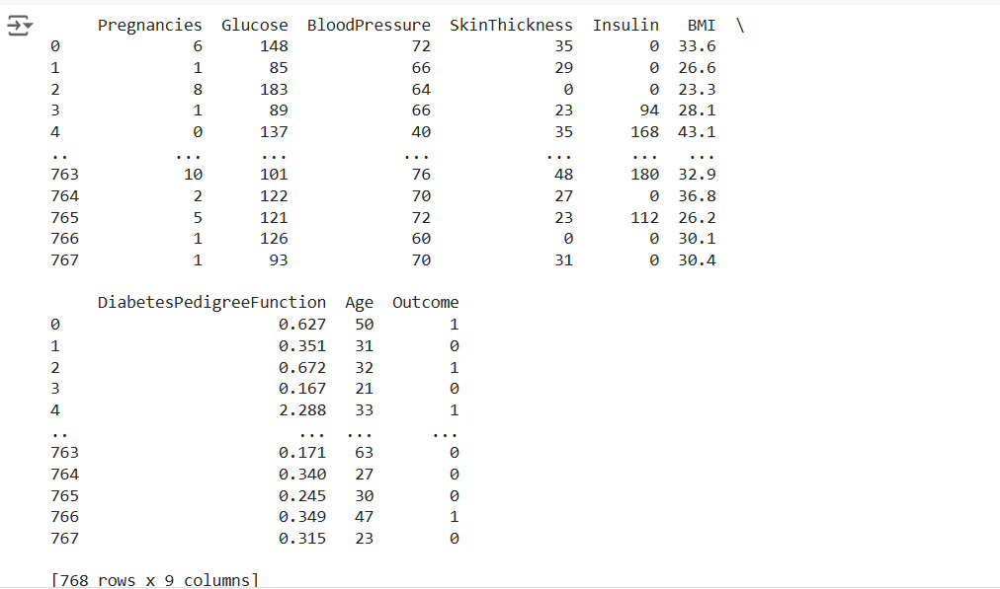 Pregnancies Glucose BloodPressure SkinThickness Insulin BMI \
0 6 148 72 35 0 33.6
1 1 85 66 29 0 26.6
2 8 183 64 0 0 23.3
3 1 89 66 23 94 28.1
4 0 137 40 35 168 43.1
.. ... ... ... ... ... ...
763 10 101 76 48 180 32.9
764 2 122 70 27 0 36.8
765 5 121 72 23 112 26.2
766 1 126 60 0 0 30.1
767 1 93 70 31 0 30.4
DiabetesPedigreeFunction Age Outcome
0 0.627 50 1
1 0.351 31 0
2 0.672 32 1
3 0.167 21 0
4 2.288 33 1
.. ... ... ...
763 0.171 63 0
764 0.340 27 0
765 0.245 30 0
766 0.349 47 1
767 0.315 23 0
[768 rows x 9 columns]